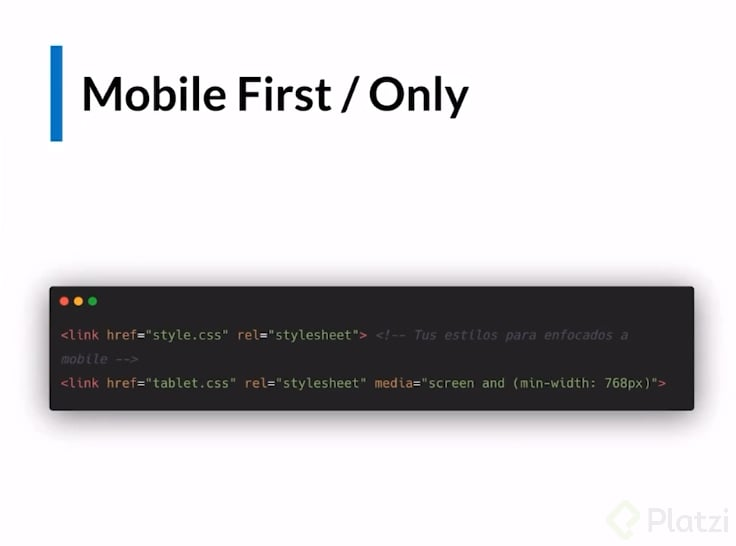 Mobile First / Only
<link href="style.css" rel="stylesheet"> <!-- Tus estilos para enfocados a
mobile -->
<link href="tablet.css" rel="stylesheet" media="screen and (min-width: 768px)">
Platzi